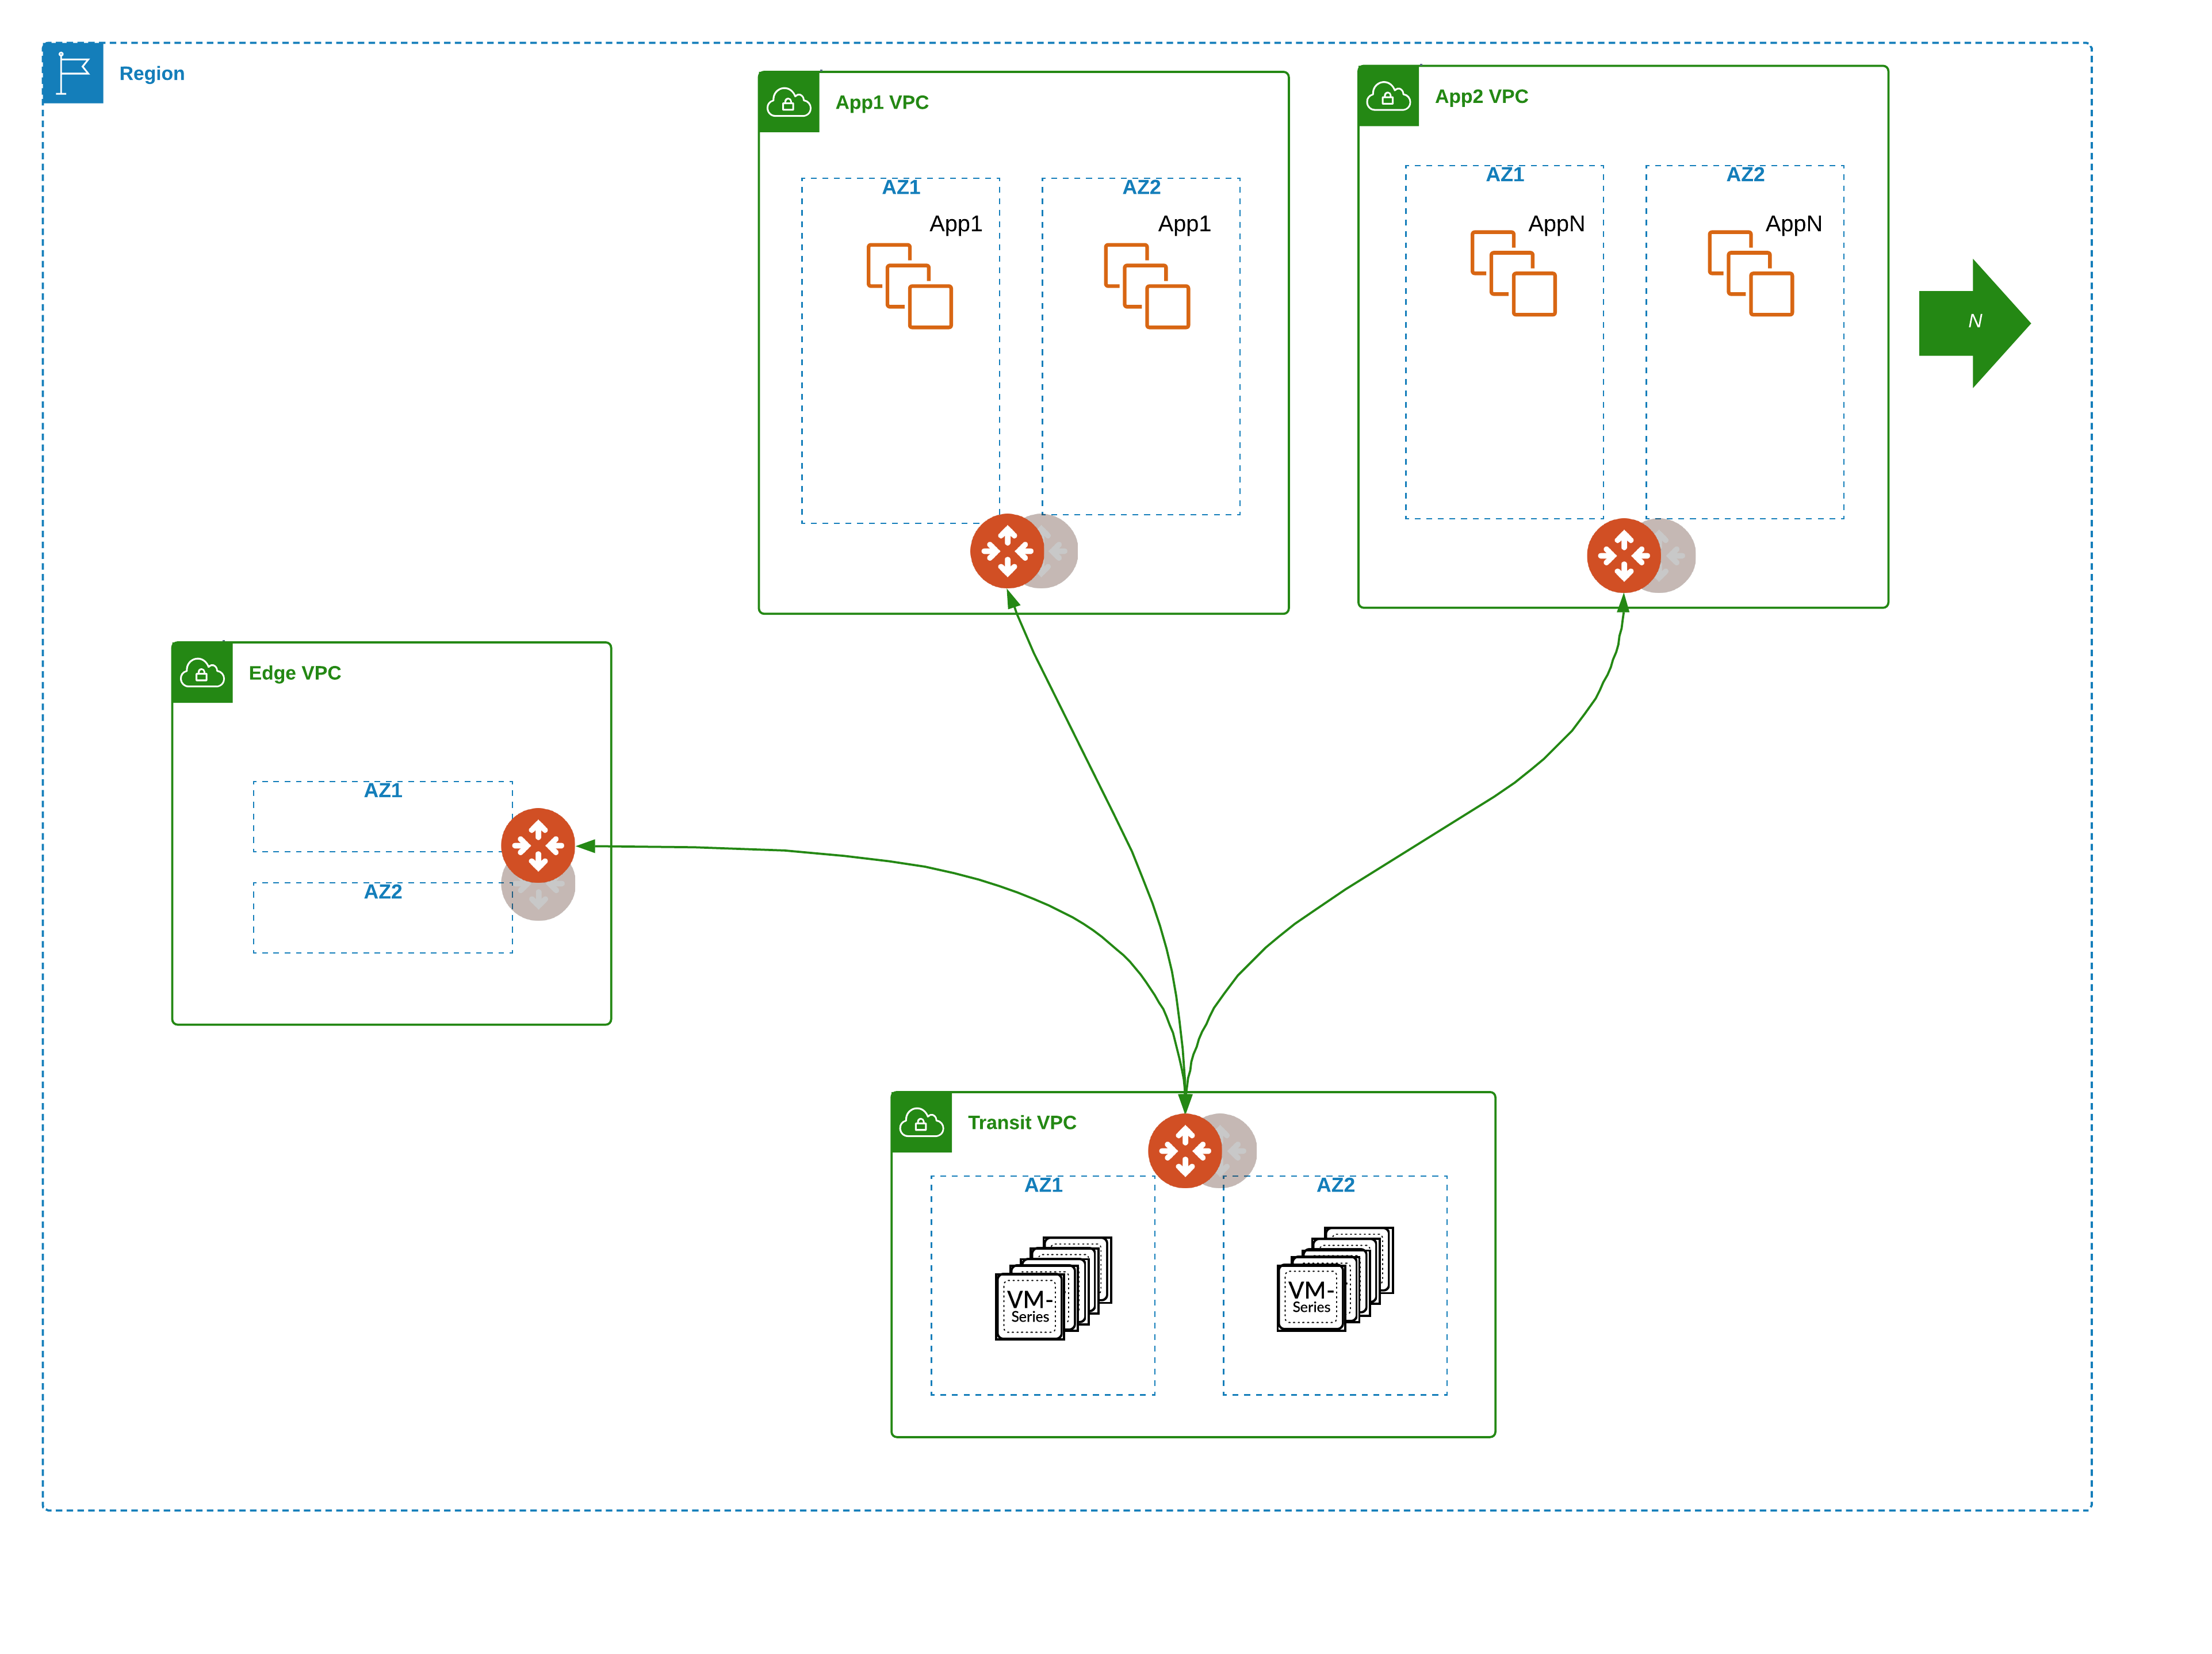 Region
App1 VPC
App2 VPC
AZ1
AZ2
AZ1
AZ2
App1
App1
AppN
AppN
N
Edge VPC
AZ1
AZ2
Transit VPC
AZ1
AZ2
VM-
Series
VM-
Series